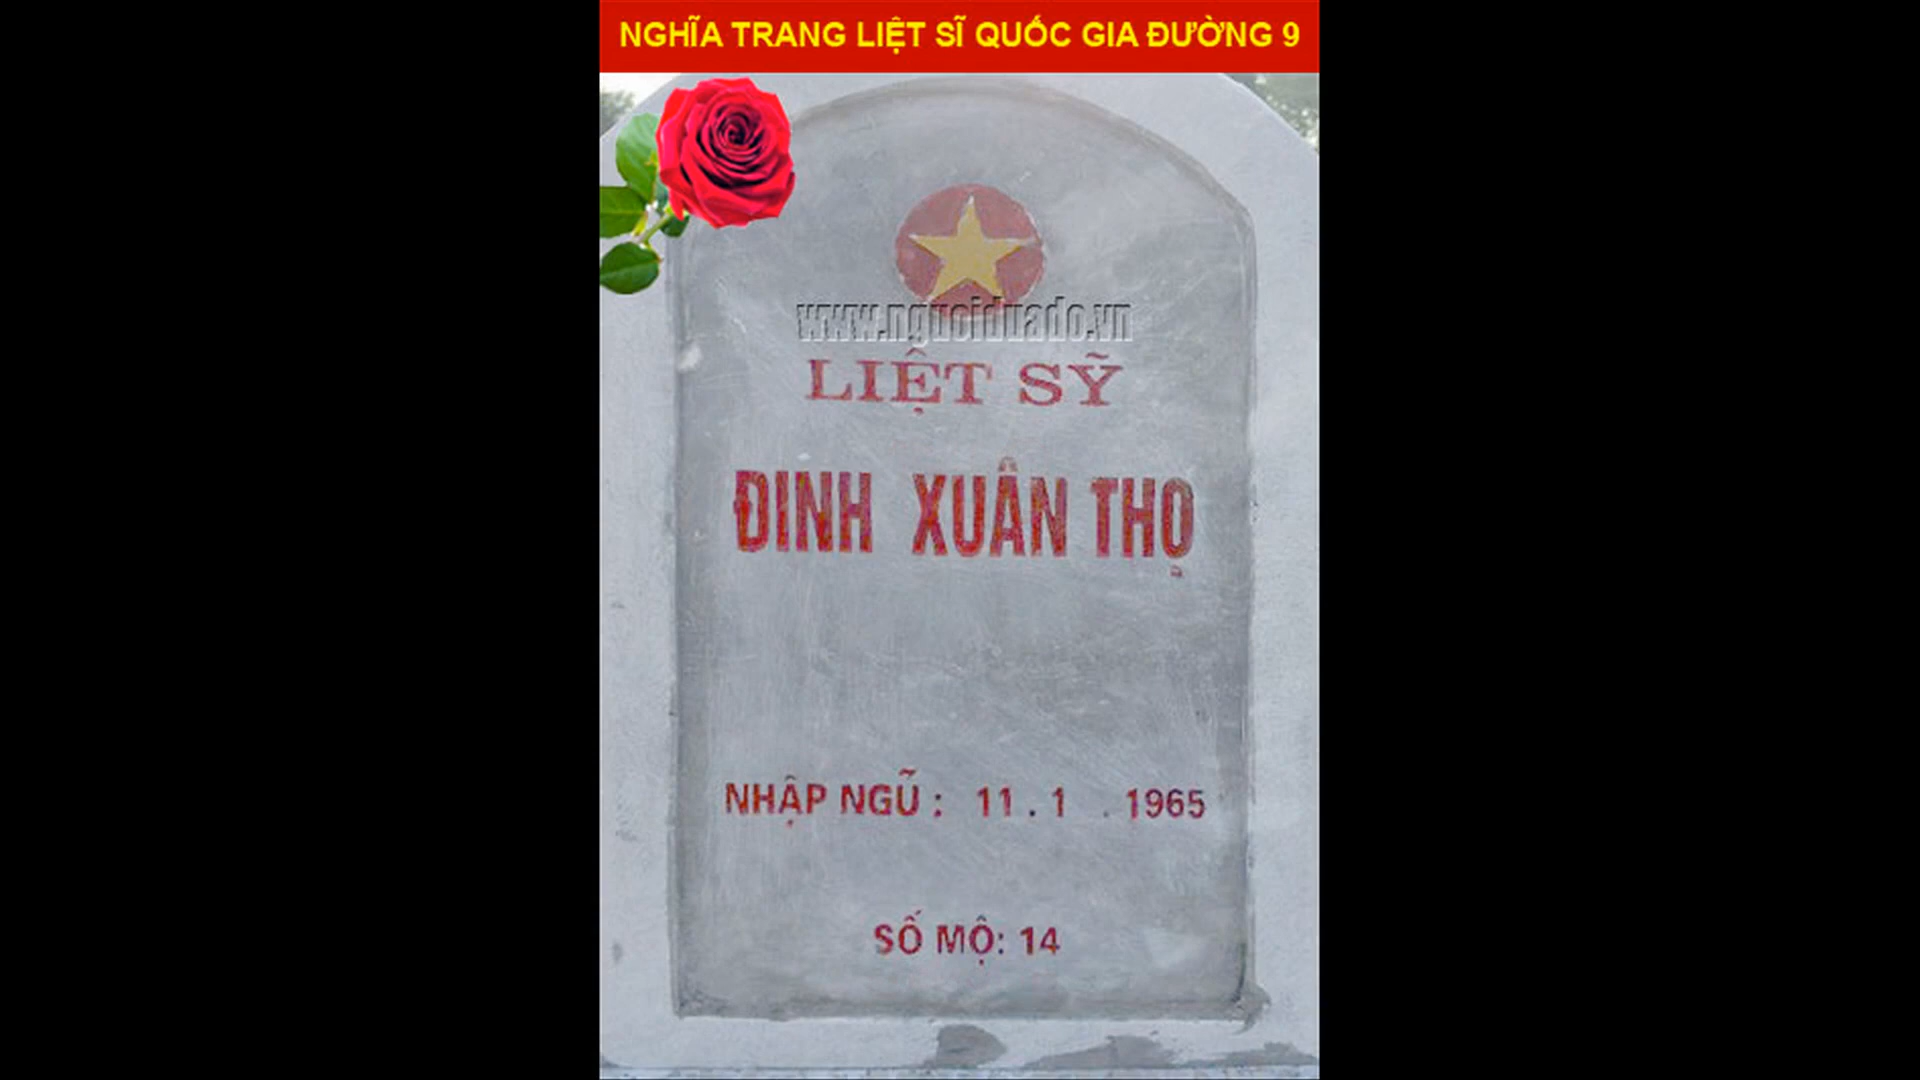 NGHĨA TRANG LIỆT SĨ QUỐC GIA ĐƯỜNG 9
www.nguoiduado.vn
LIỆT SỸ
ĐINH XUÂN THỌ
NHẬP NGŨ : 11 . 1 . 1965
SỐ MỘ: 14